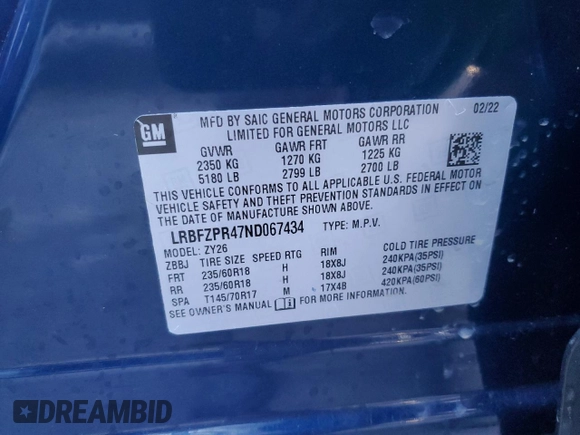 GM
MFD BY SAIC GENERAL MOTORS CORPORATION 02/22
LIMITED FOR GENERAL MOTORS LLC
GVWR GAWR FRT GAWR RR
2350 KG 1270 KG 1225 KG
5180 LB 2799 LB 2700 LB
THIS VEHICLE CONFORMS TO ALL APPLICABLE U.S. FEDERAL MOTOR
VEHICLE SAFETY AND THEFT PREVENTION STANDARDS IN EFFECT ON
THE DATE OF MANUFACTURE SHOWN ABOVE.
LRBFZPR47ND067434 TYPE: M.P.V.
MODEL: ZY26
ZBBJ TIRE SIZE SPEED RTG RIM COLD TIRE PRESSURE
FRT 235/60R18 H 18X8J 240KPA(35PSI)
RR 235/60R18 H 18X8J 240KPA(35PSI)
SPA T145/70R17 M 17X4B 420KPA(60PSI)
SEE OWNER'S MANUAL FOR MORE INFORMATION.
DREAMBID